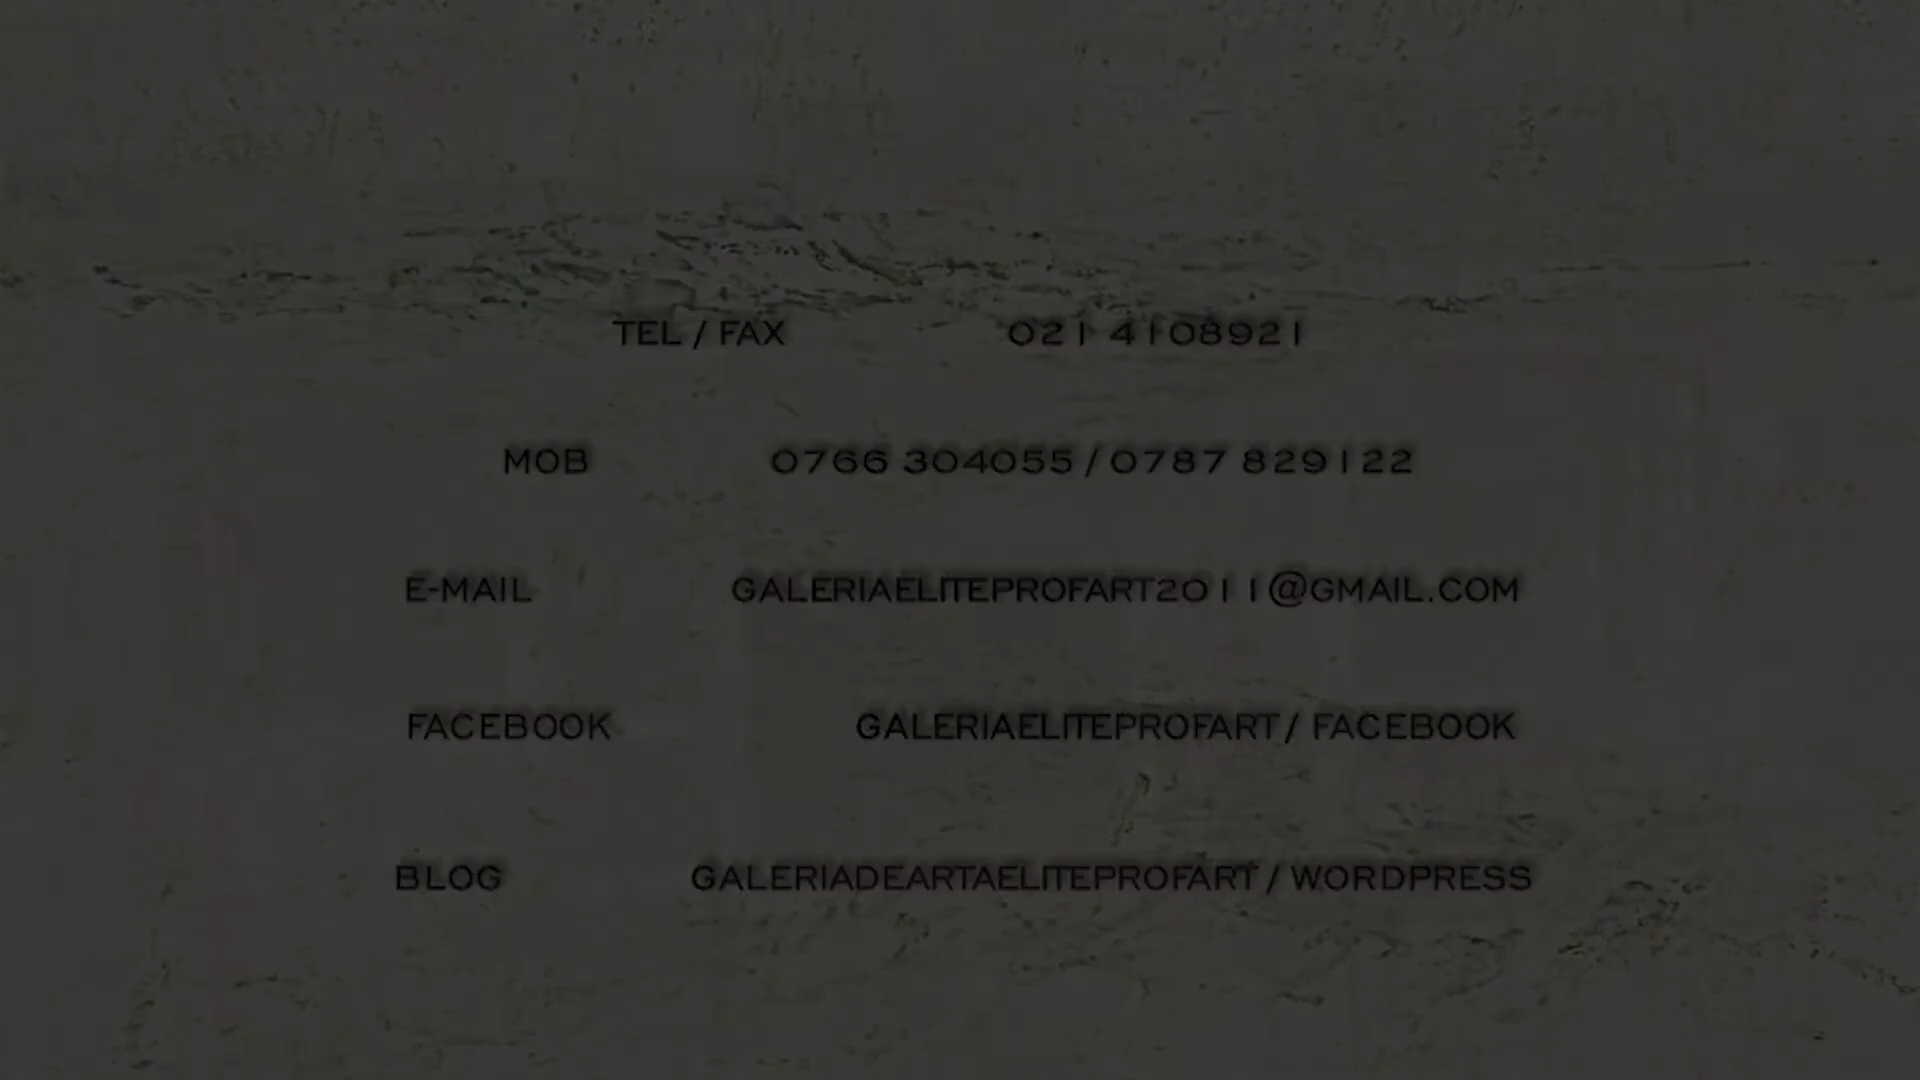 TEL / FAX 021 4108921
MOB 0766 304055 / 0787 829122
E-MAIL GALERIAELITEPROFART2011@GMAIL.COM
FACEBOOK GALERIAELITEPROFART / FACEBOOK
BLOG GALERIADEARTAELITEPROFART / WORDPRESS